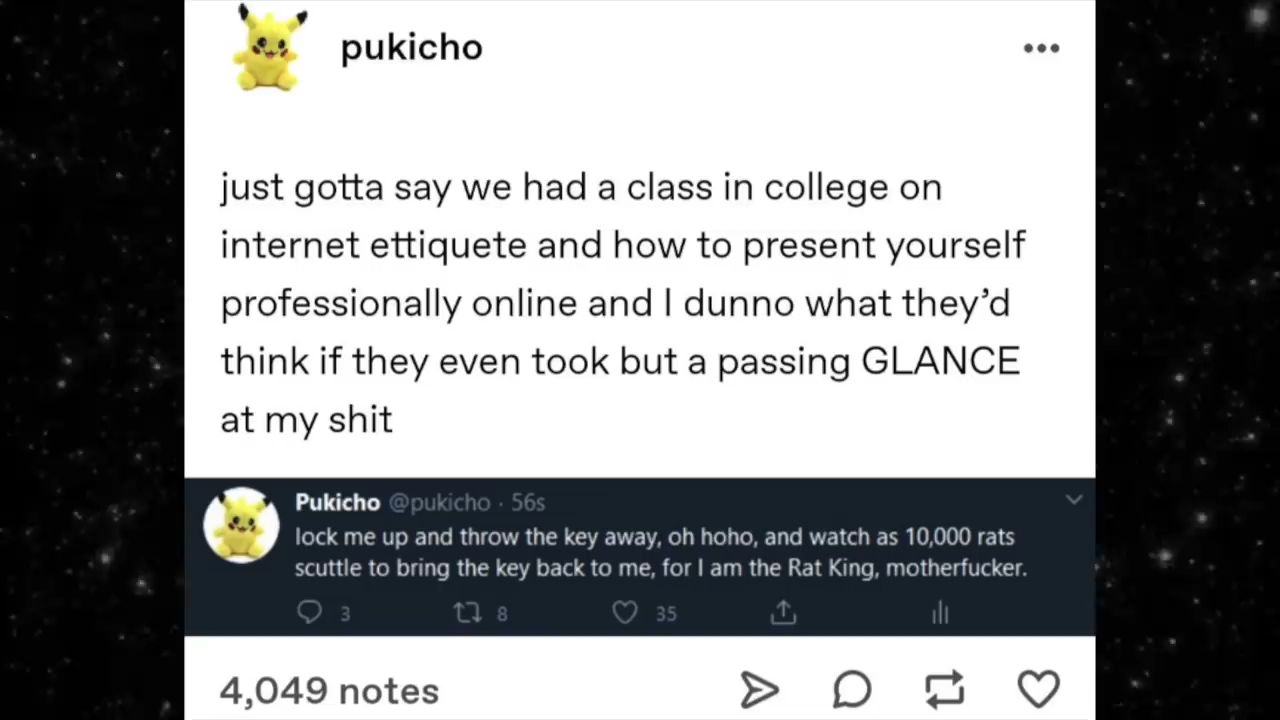 pukicho
just gotta say we had a class in college on
internet ettiquete and how to present yourself
professionally online and I dunno what they’d
think if they even took but a passing GLANCE
at my shit
Pukicho @pukicho · 56s
lock me up and throw the key away, oh hoho, and watch as 10,000 rats
scuttle to bring the key back to me, for I am the Rat King, motherfucker.
3 8 35
4,049 notes